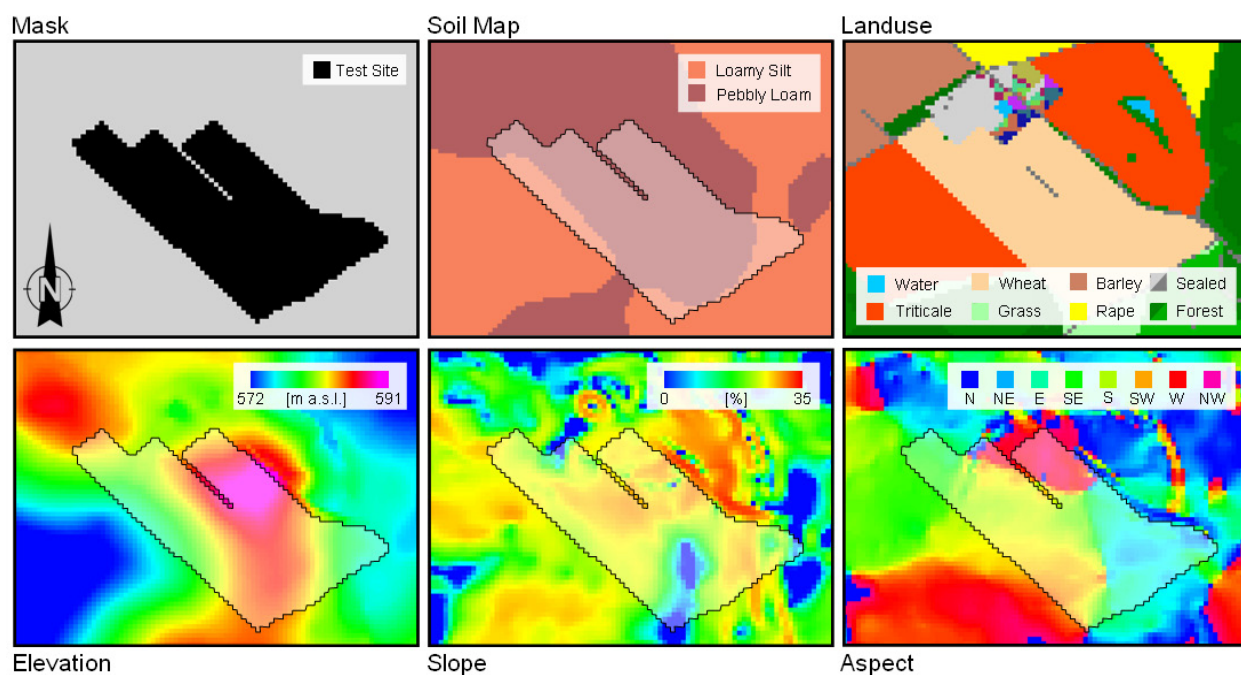 Mask
Test Site
N
Soil Map
Loamy Silt
Pebbly Loam
Landuse
Water Wheat Barley Sealed
Triticale Grass Rape Forest
572 [m a.s.l.] 591
Elevation
0 [%] 35
Slope
N NE E SE S SW W NW
Aspect